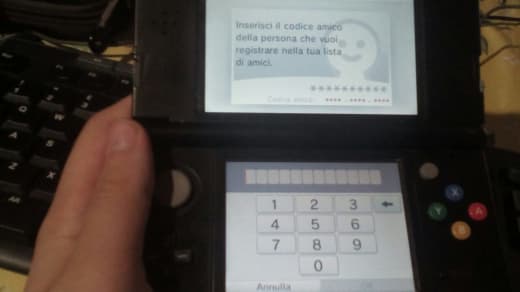 Inserisci il codice amico
della persona che vuoi
registrare nella tua lista
di amici.
**********
Codice amico: **** - **** - ****
1 2 3
4 5 6
7 8 9
0
Annulla OK
X
Y A
B